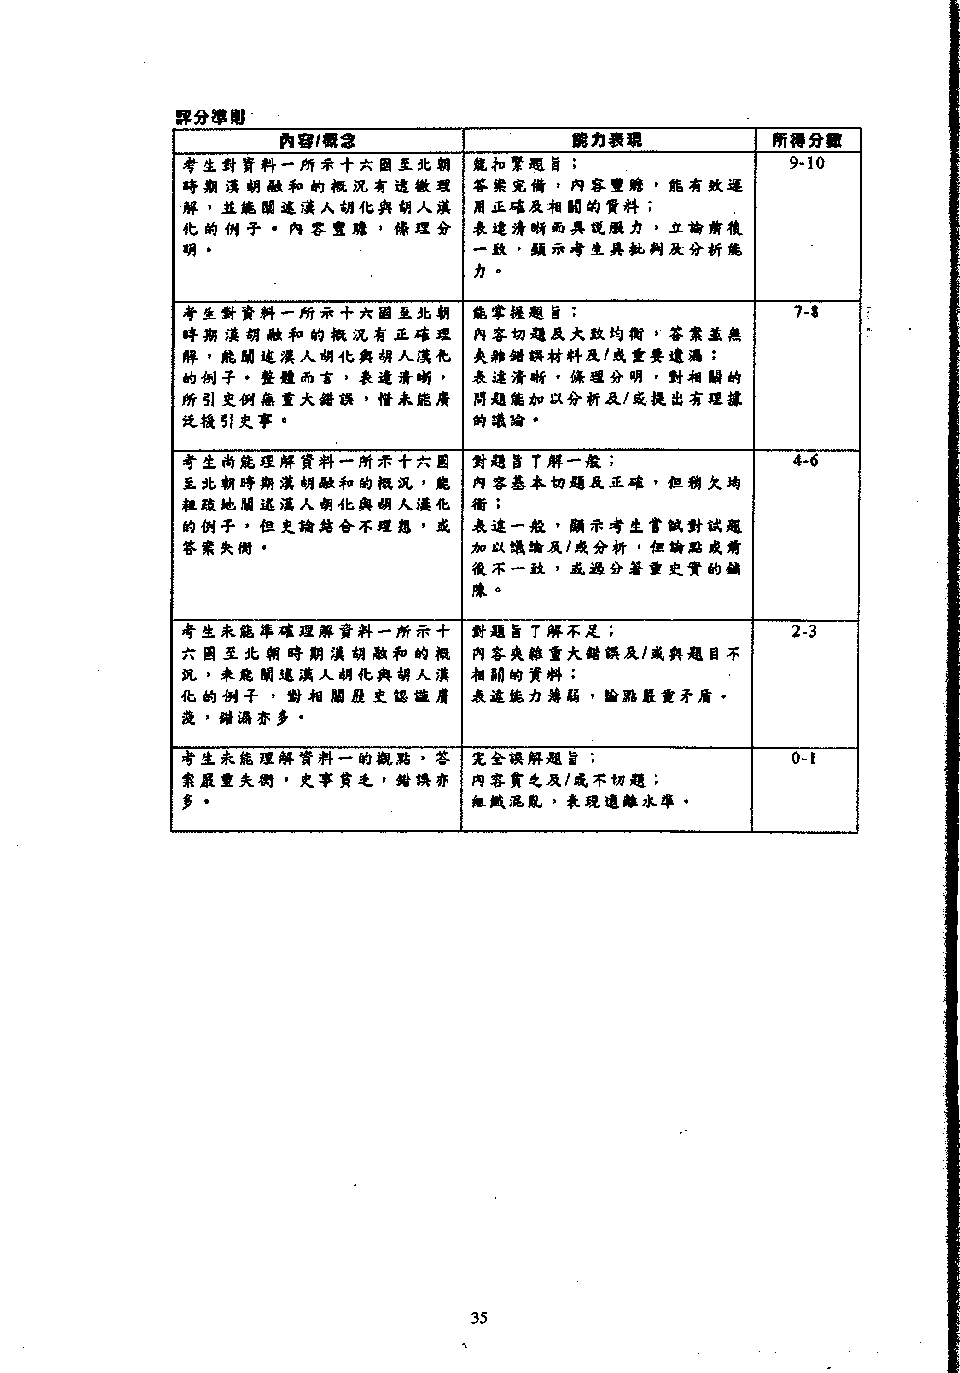 評分準則
內容/概念 能力表現 所得分數
考生對資料一所示十六國至北朝
時期漢胡融和的概況有透徹理
解，並能闡述漢人胡化與胡人漢
化的例子。內容豐贍，條理分
明。
能扣緊題旨；
答案完備，內容豐贍，能有效運
用正確及相關的資料；
表達清晰而具說服力，立論前後
一致，顯示考生具批判及分析能
力。
9-10
考生對資料一所示十六國至北朝
時期漢胡融和的概況有正確理
解，能闡述漢人胡化與胡人漢化
的例子。整體而言，表達清晰，
所引史例無重大錯誤，惜未能廣
泛援引史事。
能掌握題旨；
內容切題及大致均衡，答案並無
夾雜錯誤材料及/或重要遺漏；
表達清晰，條理分明，對相關的
問題能加以分析及/或提出有理據
的議論。
7-8
考生尚能理解資料一所示十六國
至北朝時期漢胡融和的概況，能
粗疏地闡述漢人胡化與胡人漢化
的例子，但史論結合不理想，或
答案失衡。
對題旨了解一般；
內容基本切題及正確，但稍欠均
衡；
表達一般，顯示考生嘗試對試題
加以議論及/或分析，但論點或前
後不一致，或過分著重史實的鋪
陳。
4-6
考生未能準確理解資料一所示十
六國至北朝時期漢胡融和的概
況，未能闡述漢人胡化與胡人漢
化的例子，對相關歷史認識膚
淺，錯漏亦多。
對題旨了解不足；
內容夾雜重大錯誤及/或與題目不
相關的資料；
表達能力薄弱，論點嚴重矛盾。
2-3
考生未能理解資料一的觀點，答
案嚴重失衡，史事貧乏，錯誤亦
多。
完全誤解題旨；
內容貧乏及/或不切題；
組織混亂，表現遠離水準。
0-1
35